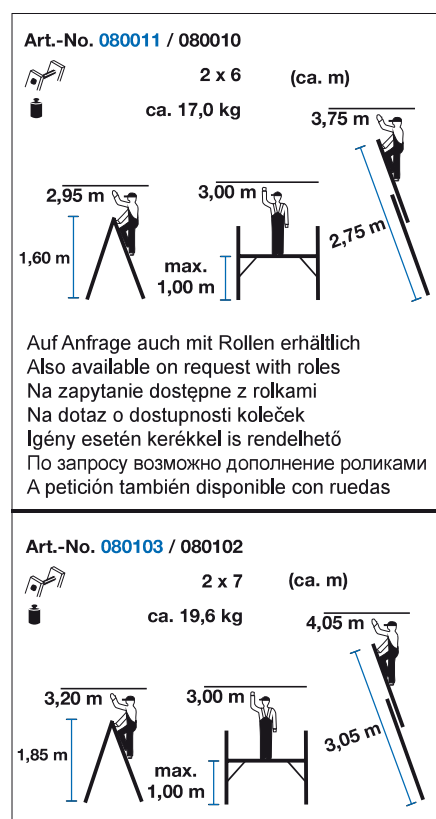 Art.-No. 080011 / 080010
2 x 6 (ca. m)
ca. 17,0 kg
3,75 m
2,95 m
3,00 m
2,75 m
1,60 m
max.
1,00 m
Auf Anfrage auch mit Rollen erhältlich
Also available on request with roles
Na zapytanie dostępne z rolkami
Na dotaz o dostupnosti koleček
Igény esetén kerékkel is rendelhető
По запросу возможно дополнение роликами
A petición también disponible con ruedas
Art.-No. 080103 / 080102
2 x 7 (ca. m)
ca. 19,6 kg
4,05 m
3,20 m
3,00 m
3,05 m
1,85 m
max.
1,00 m